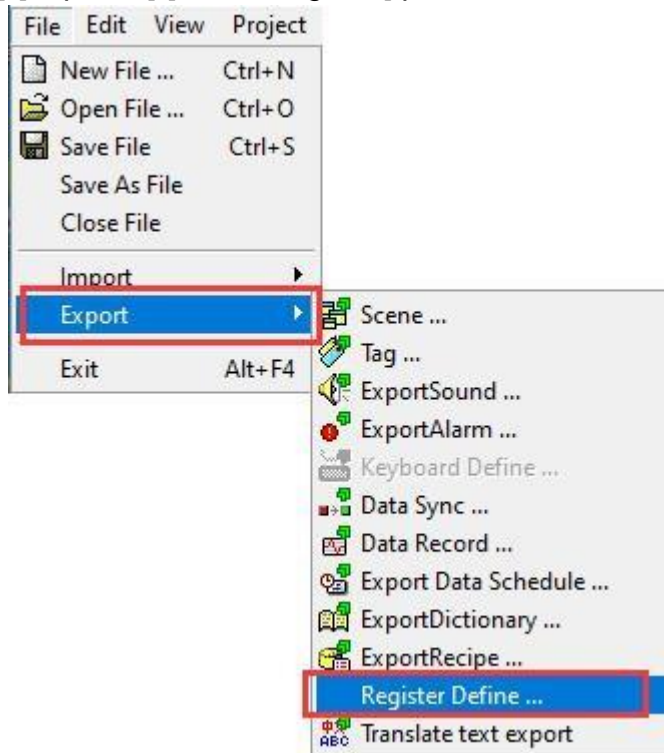 File Edit View Project
New File ... Ctrl+N
Open File ... Ctrl+O
Save File Ctrl+S
Save As File
Close File
Import
Export
Exit Alt+F4
Scene ...
Tag ...
ExportSound ...
ExportAlarm ...
Keyboard Define ...
Data Sync ...
Data Record ...
Export Data Schedule ...
ExportDictionary ...
ExportRecipe ...
Register Define ...
Translate text export